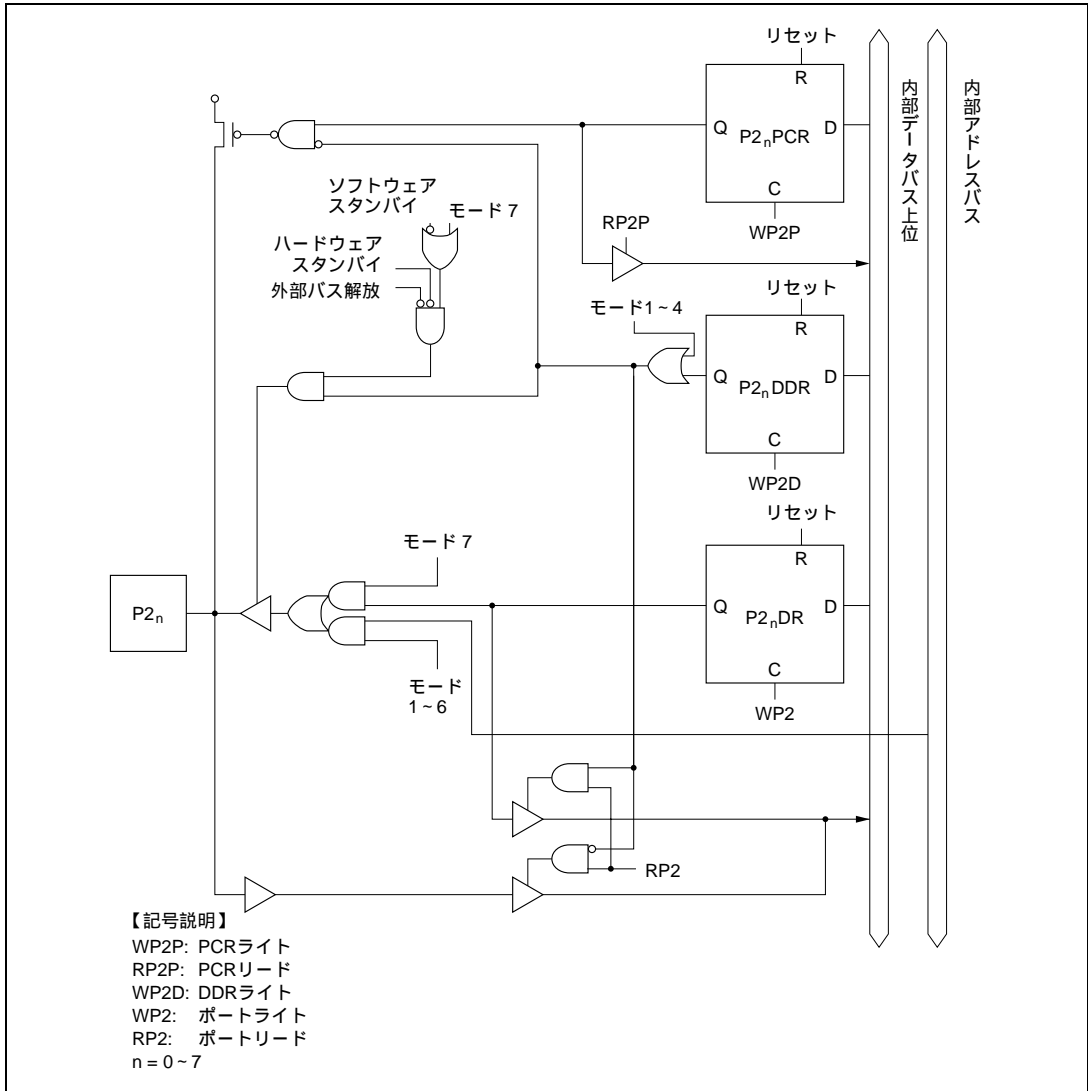 リセット
R
Q
P2nPCR
D
C
WP2P
内部データバス上位
内部アドレスバス
ソフトウェア
スタンバイ
モード 7
ハードウェア
スタンバイ
外部バス解放
RP2P
モード1~4
リセット
R
Q
P2nDDR
D
C
WP2D
リセット
R
モード 7
P2n
Q
P2nDR
D
C
WP2
モード
1~6
RP2
【記号説明】
WP2P: PCRライト
RP2P: PCRリード
WP2D: DDRライト
WP2: ポートライト
RP2: ポートリード
n = 0~7